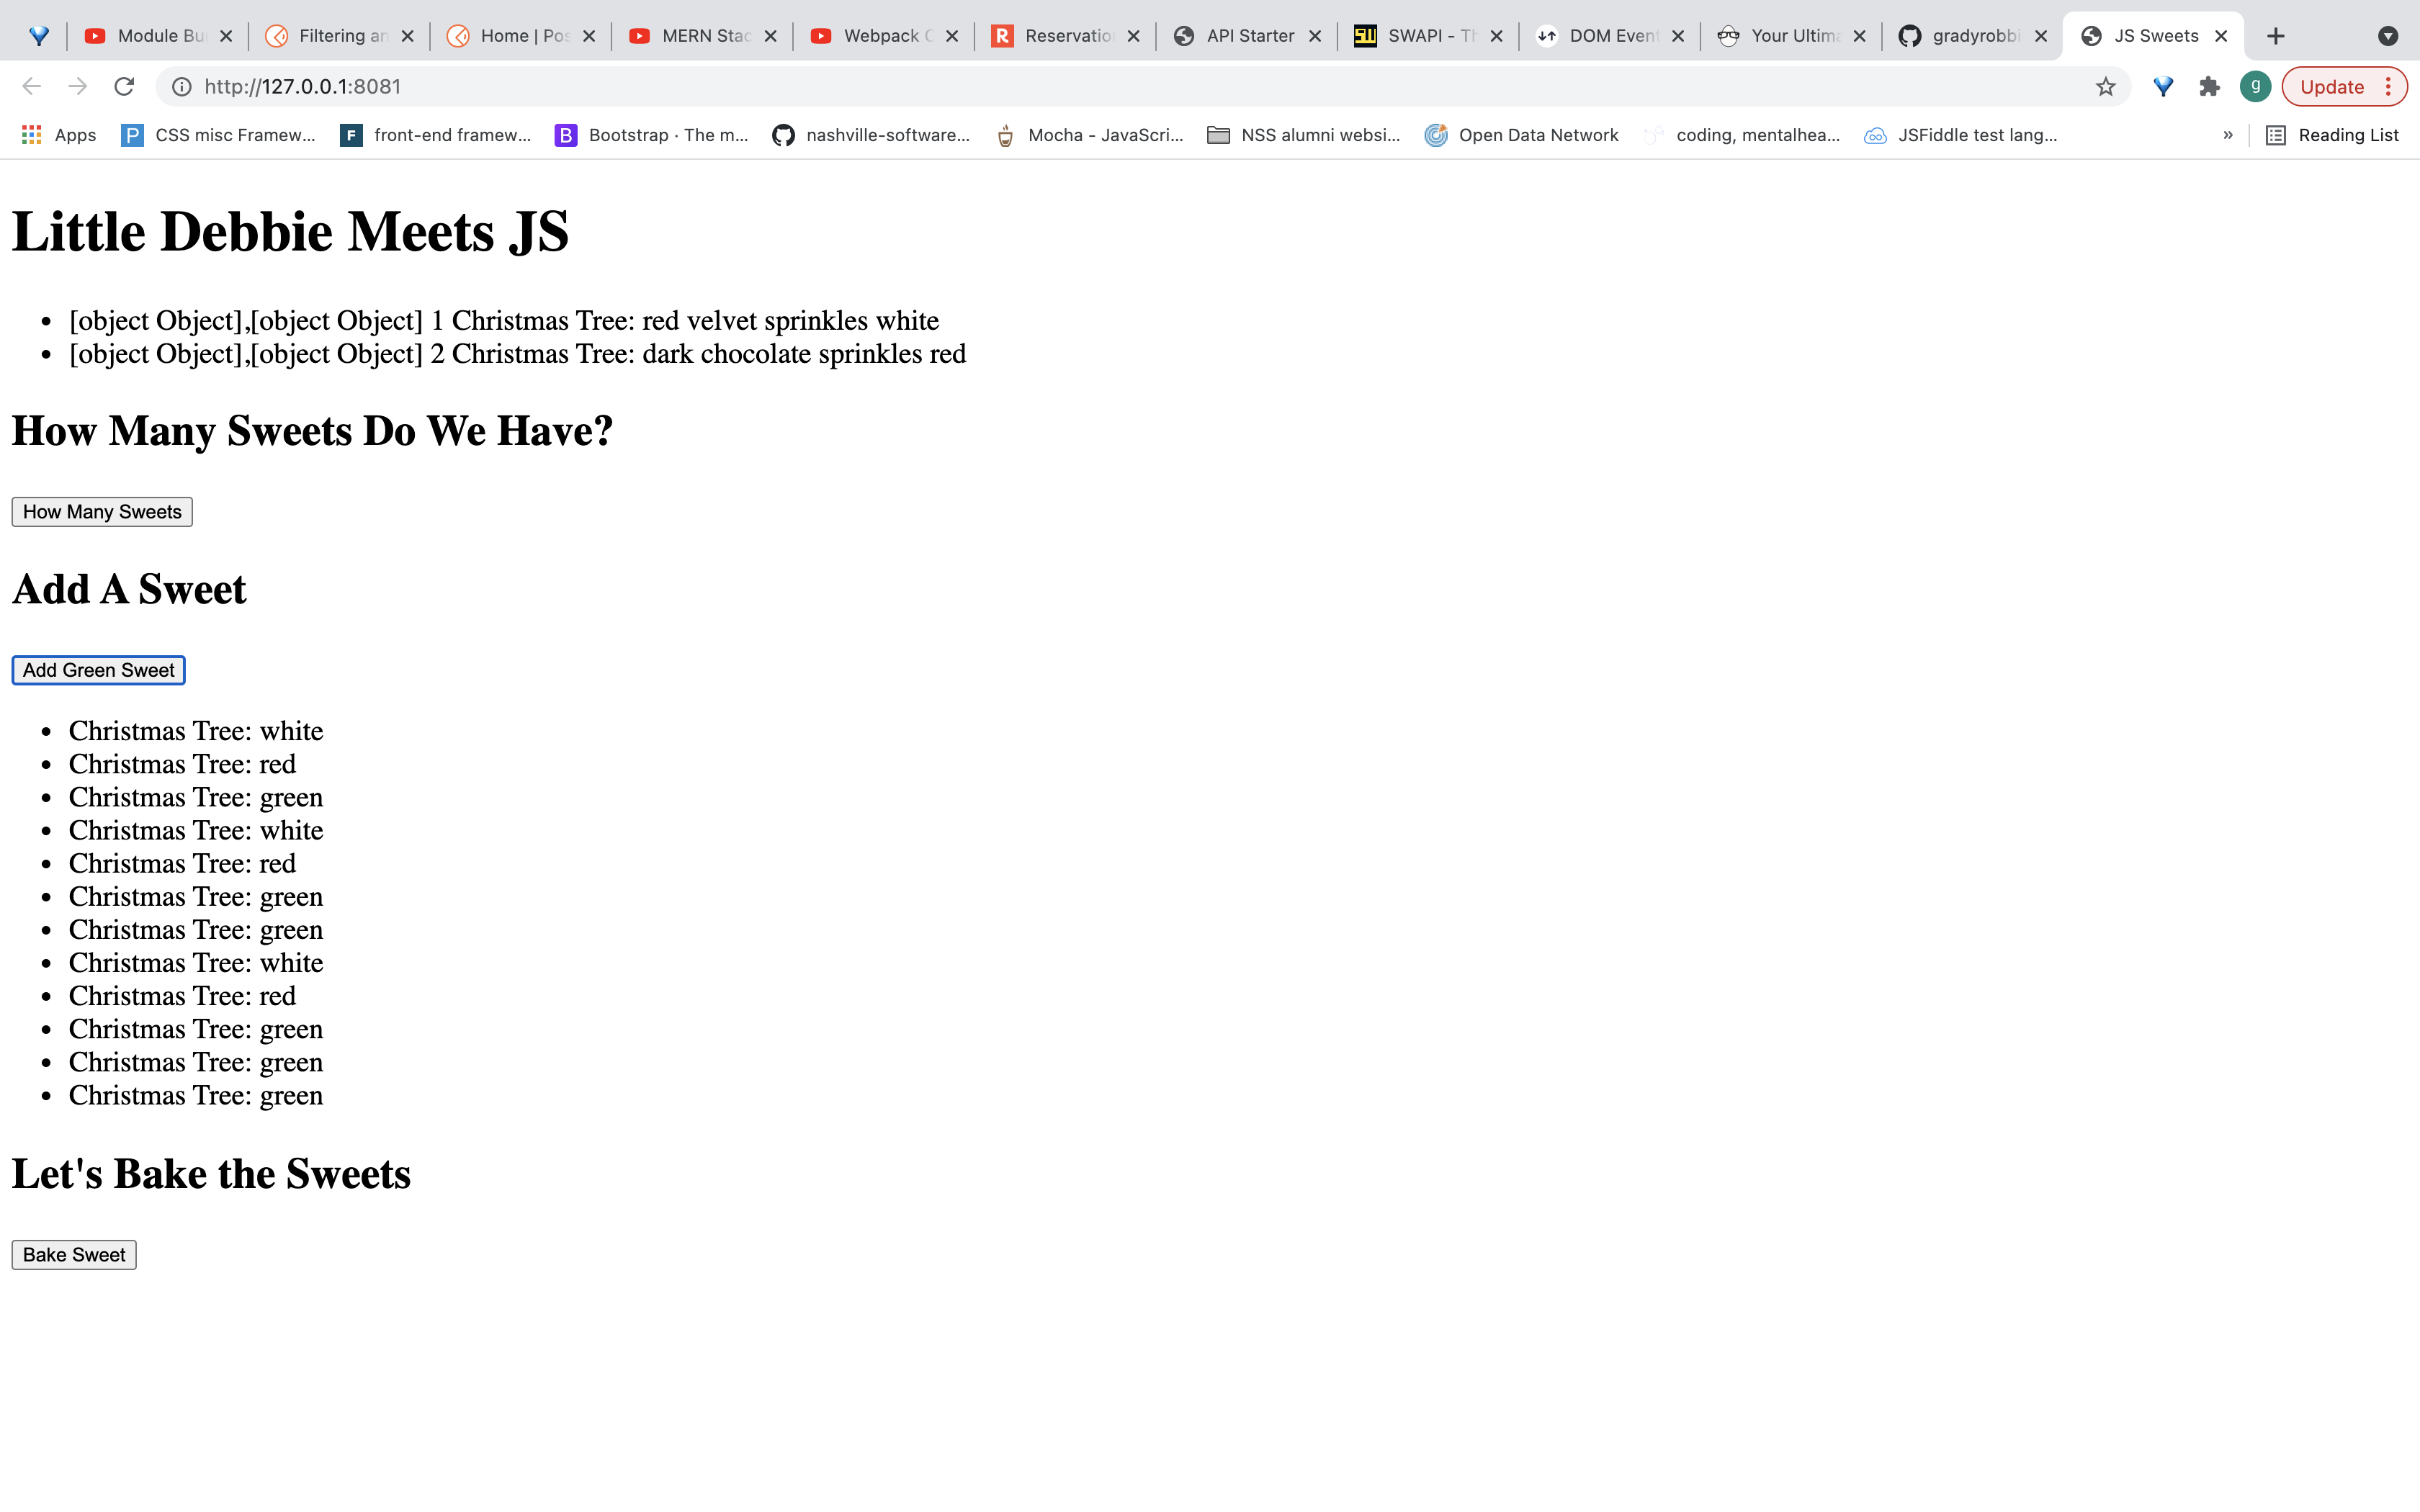 Module Bu
Filtering an
Home | Pos
MERN Stac
Webpack C
Reservatio
API Starter
SWAPI - Th
DOM Event
Your Ultima
gradyrobbi
JS Sweets
http://127.0.0.1:8081
g
Update
Apps
CSS misc Framew...
front-end framew...
Bootstrap · The m...
nashville-software...
Mocha - JavaScri...
NSS alumni websi...
Open Data Network
coding, mentalhea...
JSFiddle test lang...
»
Reading List
Little Debbie Meets JS
• [object Object],[object Object] 1 Christmas Tree: red velvet sprinkles white
• [object Object],[object Object] 2 Christmas Tree: dark chocolate sprinkles red
How Many Sweets Do We Have?
How Many Sweets
Add A Sweet
Add Green Sweet
• Christmas Tree: white
• Christmas Tree: red
• Christmas Tree: green
• Christmas Tree: white
• Christmas Tree: red
• Christmas Tree: green
• Christmas Tree: green
• Christmas Tree: white
• Christmas Tree: red
• Christmas Tree: green
• Christmas Tree: green
• Christmas Tree: green
Let's Bake the Sweets
Bake Sweet